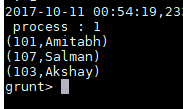 2017-10-11 00:54:19,23
process : 1
(101,Amitabh)
(107,Salman)
(103,Akshay)
grunt>